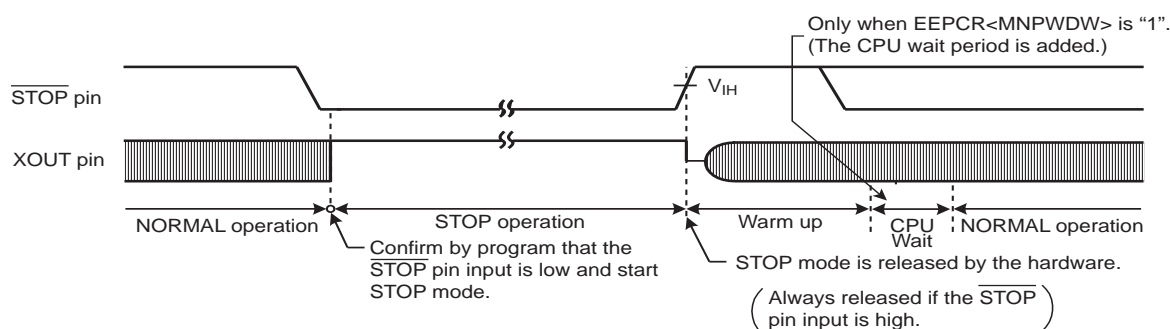 Only when EEPCR<MNPWDW> is “1”.
(The CPU wait period is added.)
STOP pin
VIH
XOUT pin
NORMAL operation
STOP operation
Warm up
CPU
Wait
NORMAL operation
Confirm by program that the
STOP pin input is low and start
STOP mode.
STOP mode is released by the hardware.
(Always released if the STOP
pin input is high.)